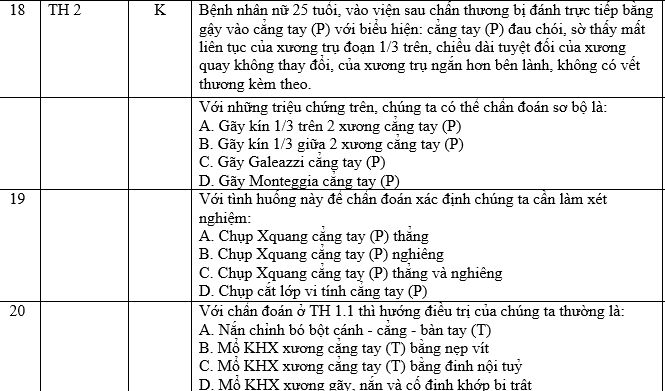 18 TH 2 K Bệnh nhân nữ 25 tuổi, vào viện sau chấn thương bị đánh trực tiếp bằng
gậy vào cẳng tay (P) với biểu hiện: cẳng tay (P) đau chói, sờ thấy mất
liên tục của xương trụ đoạn 1/3 trên, chiều dài tuyệt đối của xương
quay không thay đổi, của xương trụ ngắn hơn bên lành, không có vết
thương kèm theo.
Với những triệu chứng trên, chúng ta có thể chẩn đoán sơ bộ là:
A. Gãy kín 1/3 trên 2 xương cẳng tay (P)
B. Gãy kín 1/3 giữa 2 xương cẳng tay (P)
C. Gãy Galeazzi cẳng tay (P)
D. Gãy Monteggia cẳng tay (P)
19 Với tình huống này để chẩn đoán xác định chúng ta cần làm xét
nghiệm:
A. Chụp Xquang cẳng tay (P) thẳng
B. Chụp Xquang cẳng tay (P) nghiêng
C. Chụp Xquang cẳng tay (P) thẳng và nghiêng
D. Chụp cắt lớp vi tính cẳng tay (P)
20 Với chẩn đoán ở TH 1.1 thì hướng điều trị của chúng ta thường là:
A. Nắn chỉnh bó bột cánh - cẳng - bàn tay (T)
B. Mổ KHX xương cẳng tay (T) bằng nẹp vít
C. Mổ KHX xương cẳng tay (T) bằng đinh nội tuỷ
D. Mổ KHX xương gãy, nắn và cố định khớp bị trật